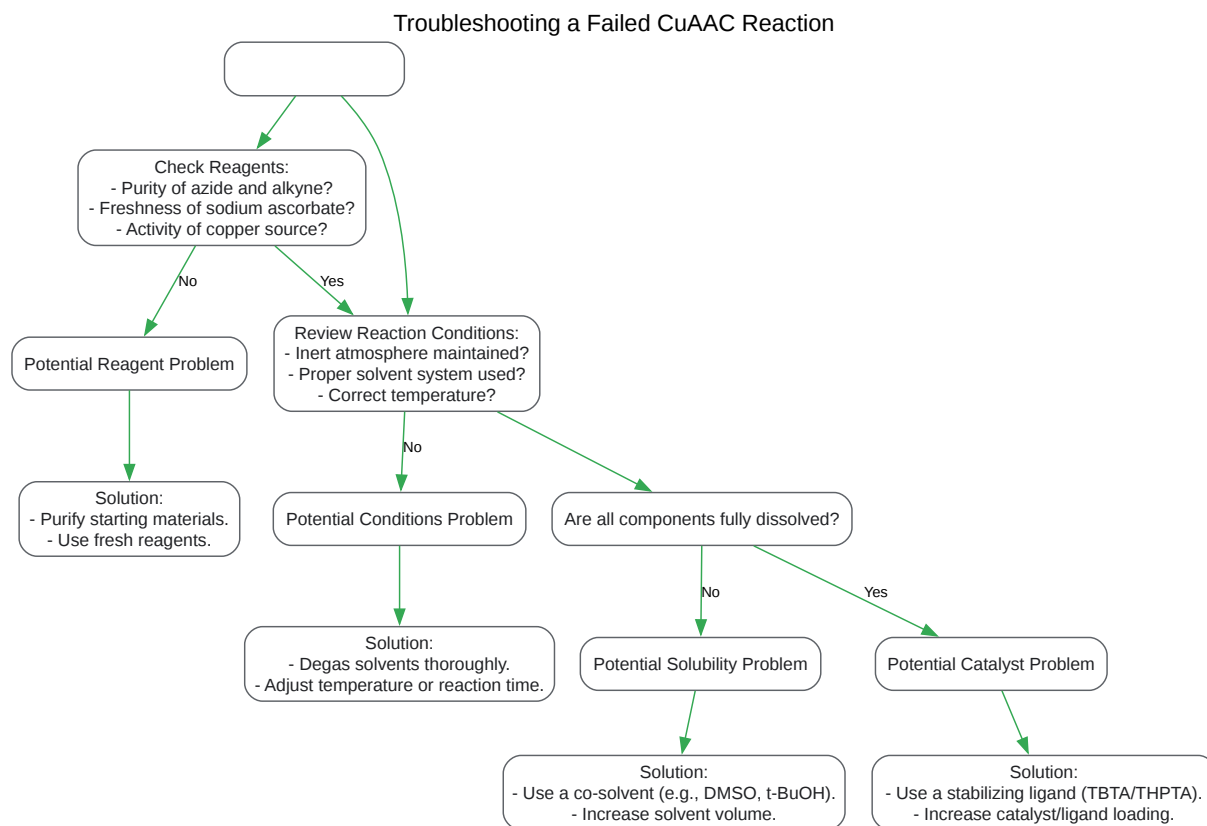 Troubleshooting a Failed CuAAC Reaction
Check Reagents:
- Purity of azide and alkyne?
- Freshness of sodium ascorbate?
- Activity of copper source?
No
Yes
Potential Reagent Problem
Review Reaction Conditions:
- Inert atmosphere maintained?
- Proper solvent system used?
- Correct temperature?
No
Solution:
- Purify starting materials.
- Use fresh reagents.
Potential Conditions Problem
Are all components fully dissolved?
No
Yes
Solution:
- Degas solvents thoroughly.
- Adjust temperature or reaction time.
Potential Solubility Problem
Potential Catalyst Problem
Solution:
- Use a co-solvent (e.g., DMSO, t-BuOH).
- Increase solvent volume.
Solution:
- Use a stabilizing ligand (TBTA/THPTA).
- Increase catalyst/ligand loading.